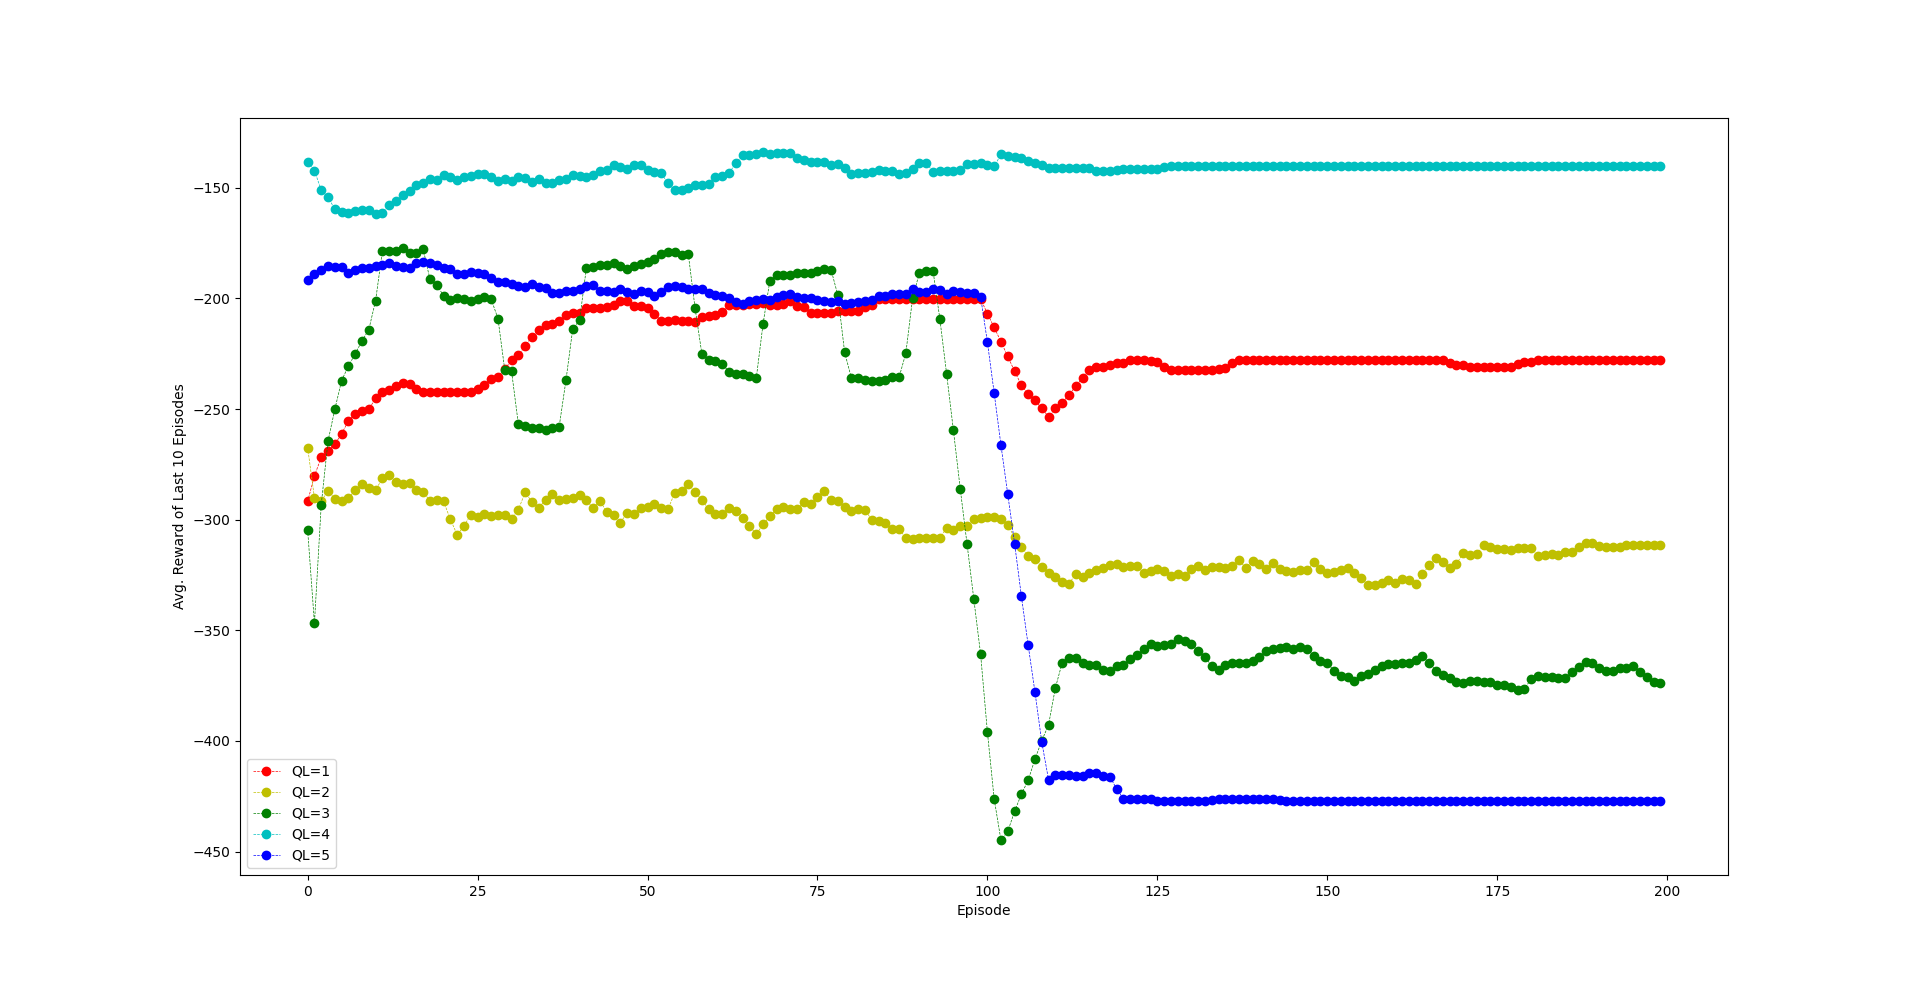 Avg. Reward of Last 10 Episodes
−150
−200
−250
−300
−350
−400
−450
QL=1
QL=2
QL=3
QL=4
QL=5
0 25 50 75 100 125 150 175 200
Episode